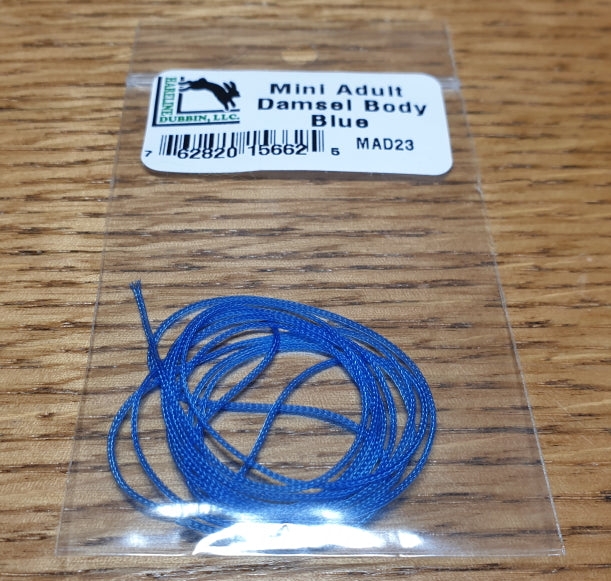 HARELINE
DUBBIN, LLC.
Mini Adult
Damsel Body
Blue
7 62820 15662 5
MAD23